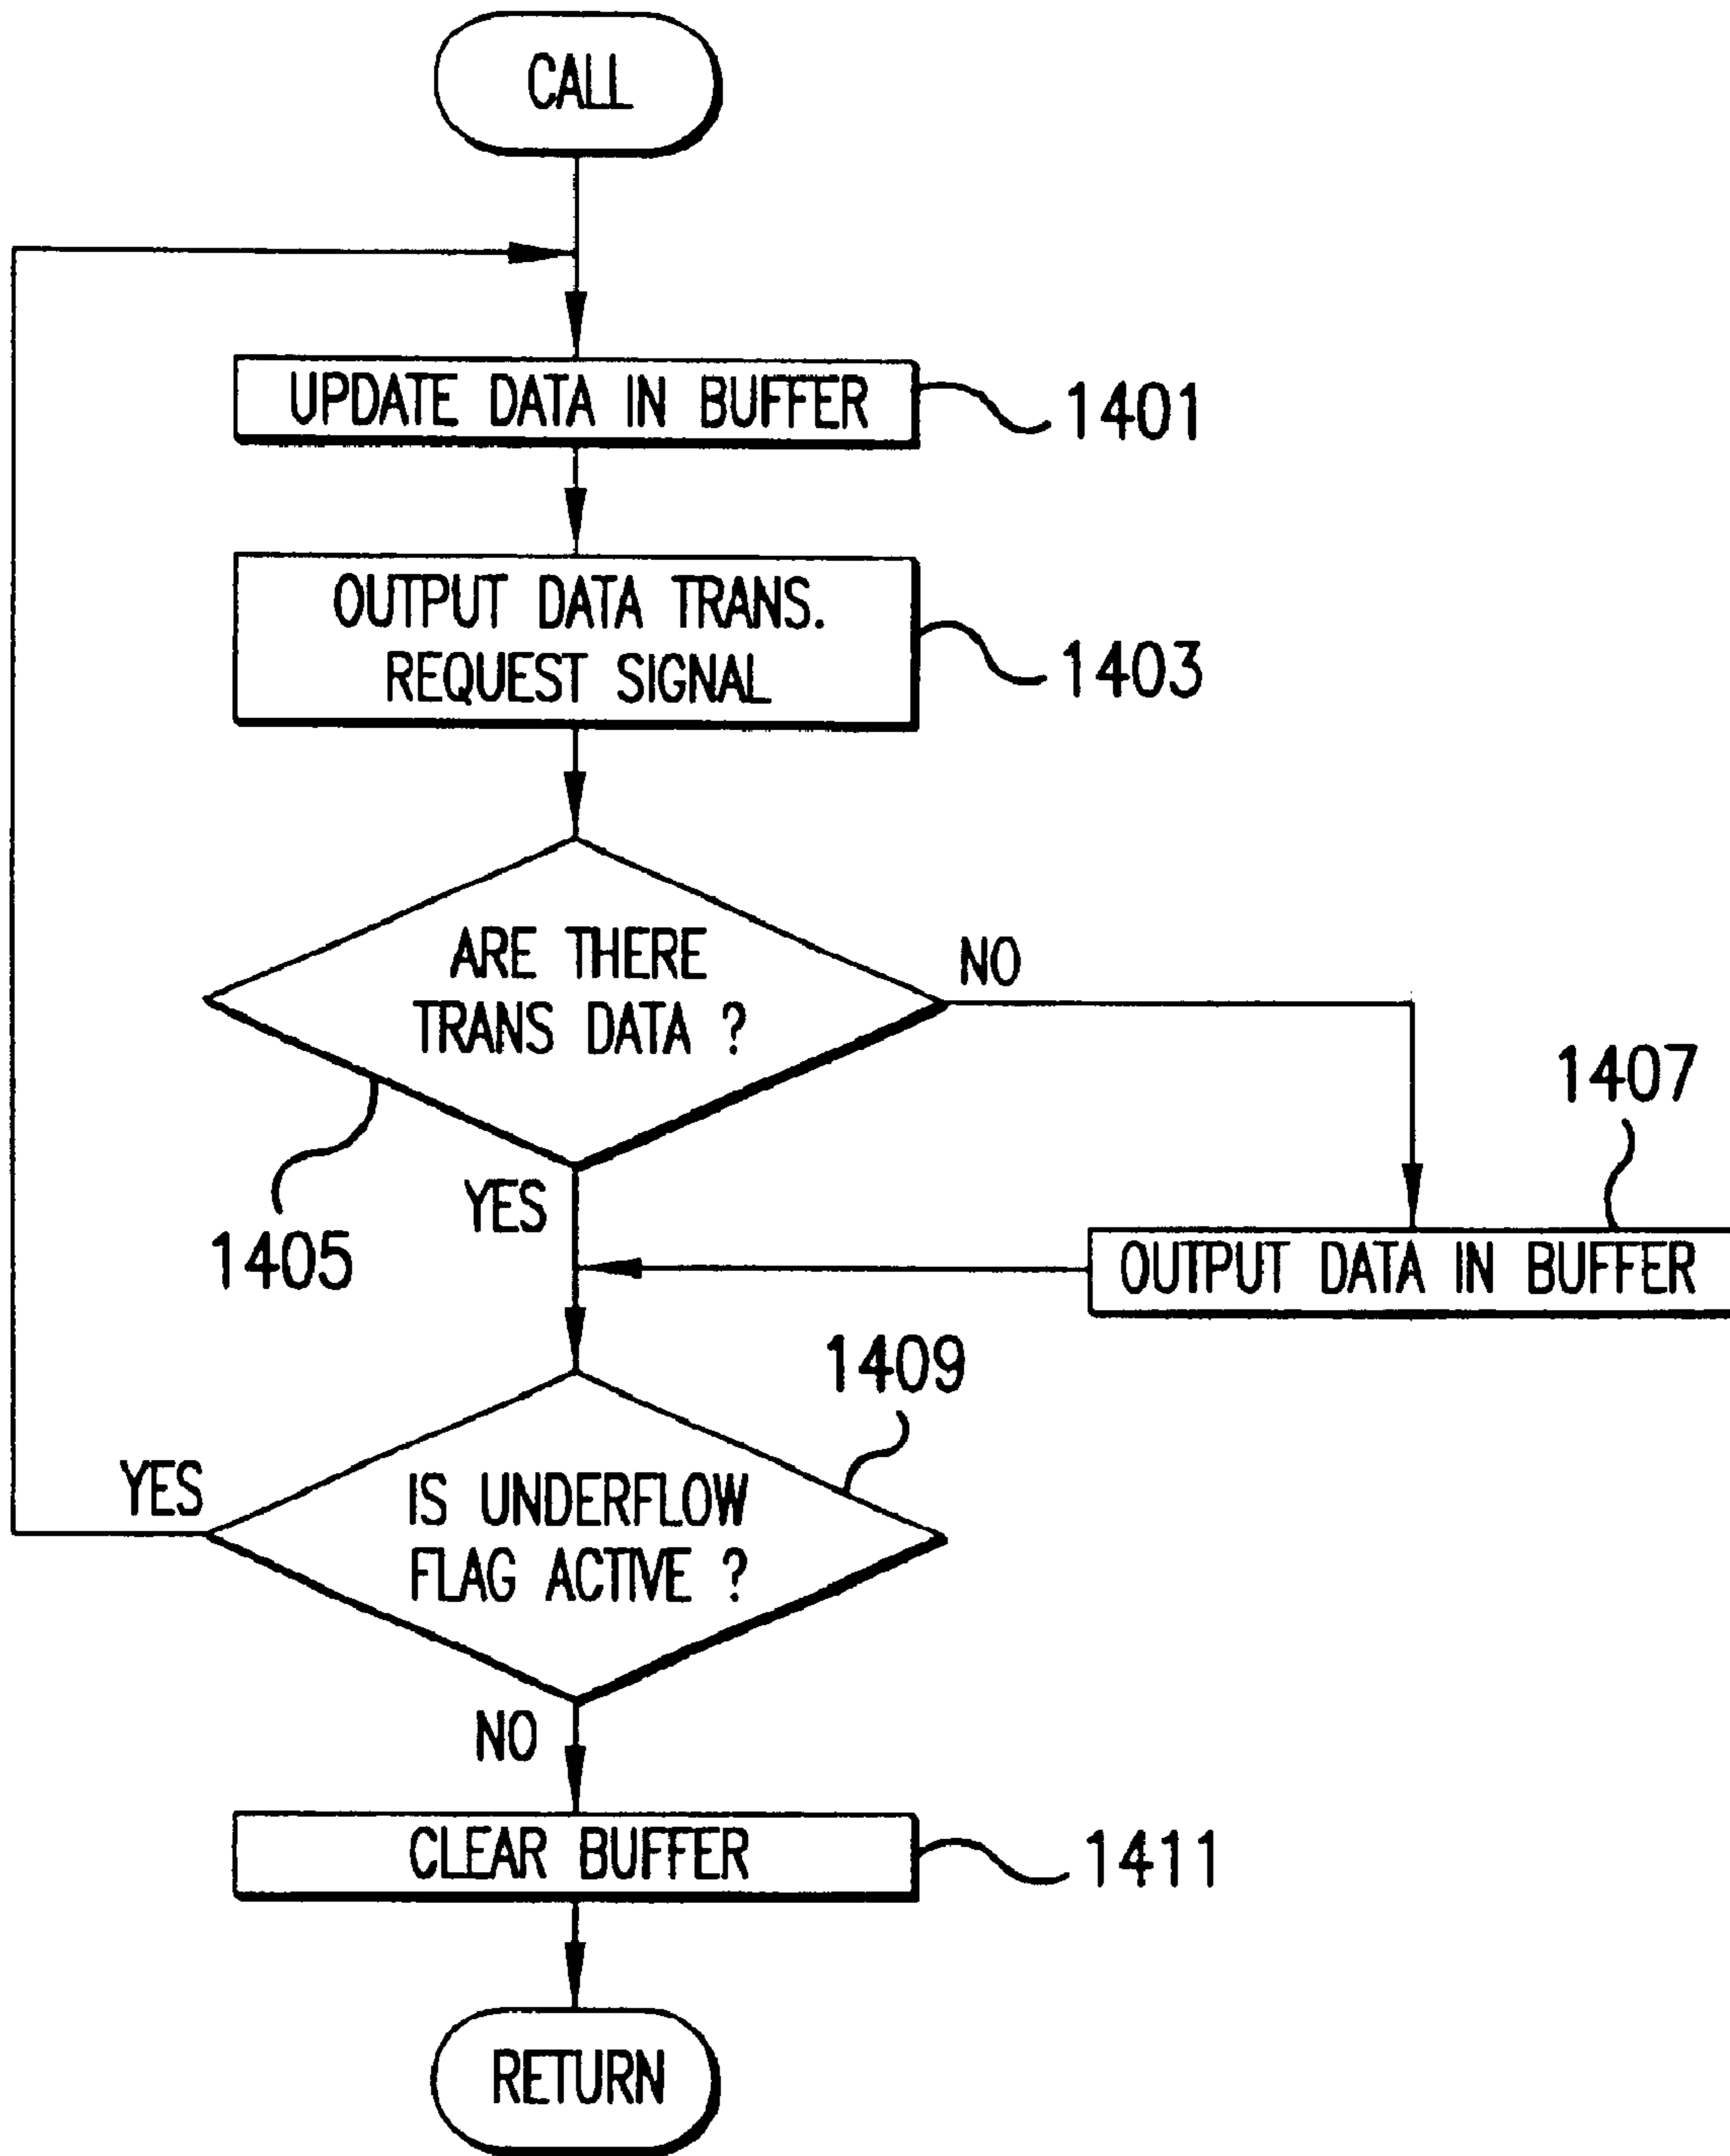 CALL
UPDATE DATA IN BUFFER
1401
OUTPUT DATA TRANS.
REQUEST SIGNAL
1403
ARE THERE
TRANS DATA ?
NO
1407
YES
1405
OUTPUT DATA IN BUFFER
1409
YES
IS UNDERFLOW
FLAG ACTIVE ?
NO
CLEAR BUFFER
1411
RETURN